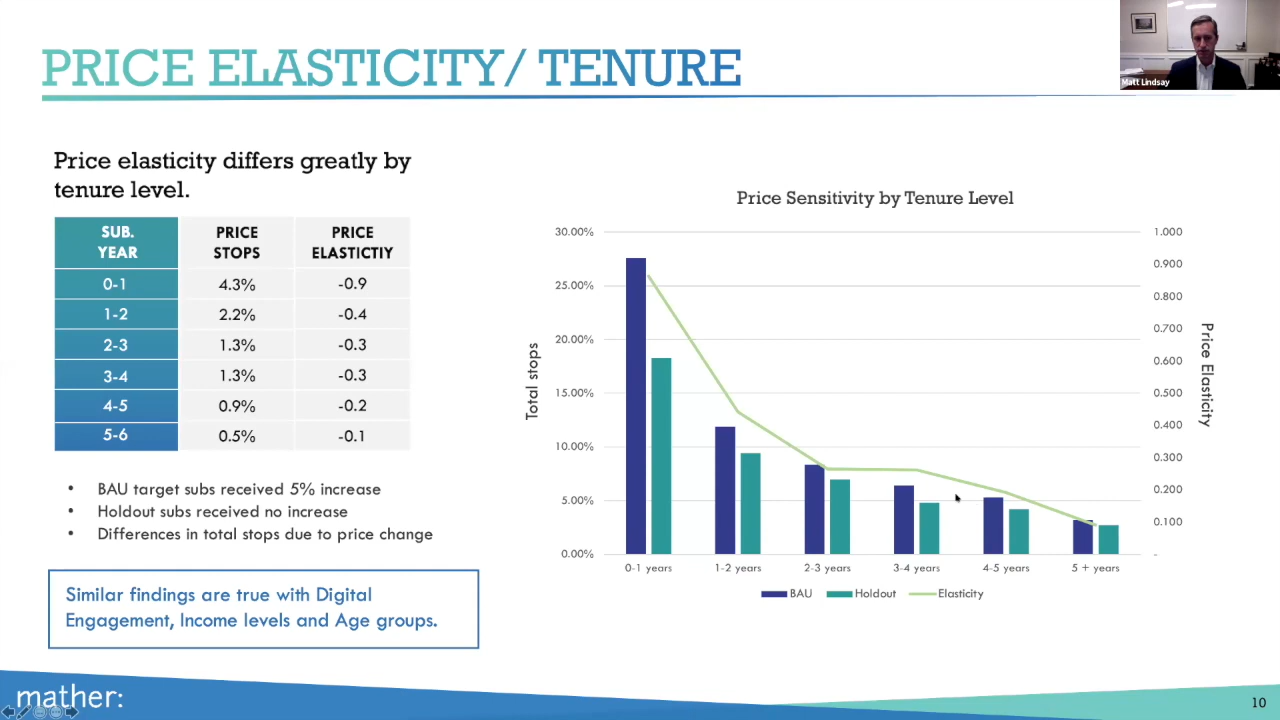 PRICE ELASTICITY/ TENURE
Matt Lindsay
Price elasticity differs greatly by
tenure level.
SUB. YEAR PRICE STOPS PRICE ELASTICTIY
0-1 4.3% -0.9
1-2 2.2% -0.4
2-3 1.3% -0.3
3-4 1.3% -0.3
4-5 0.9% -0.2
5-6 0.5% -0.1
• BAU target subs received 5% increase
• Holdout subs received no increase
• Differences in total stops due to price change
Similar findings are true with Digital
Engagement, Income levels and Age groups.
Price Sensitivity by Tenure Level
Total stops
30.00%
25.00%
20.00%
15.00%
10.00%
5.00%
0.00%
1.000
0.900
0.800
0.700
0.600
0.500
0.400
0.300
0.200
0.100
-
Price Elasticity
0-1 years 1-2 years 2-3 years 3-4 years 4-5 years 5 + years
BAU Holdout Elasticity
mather:
10